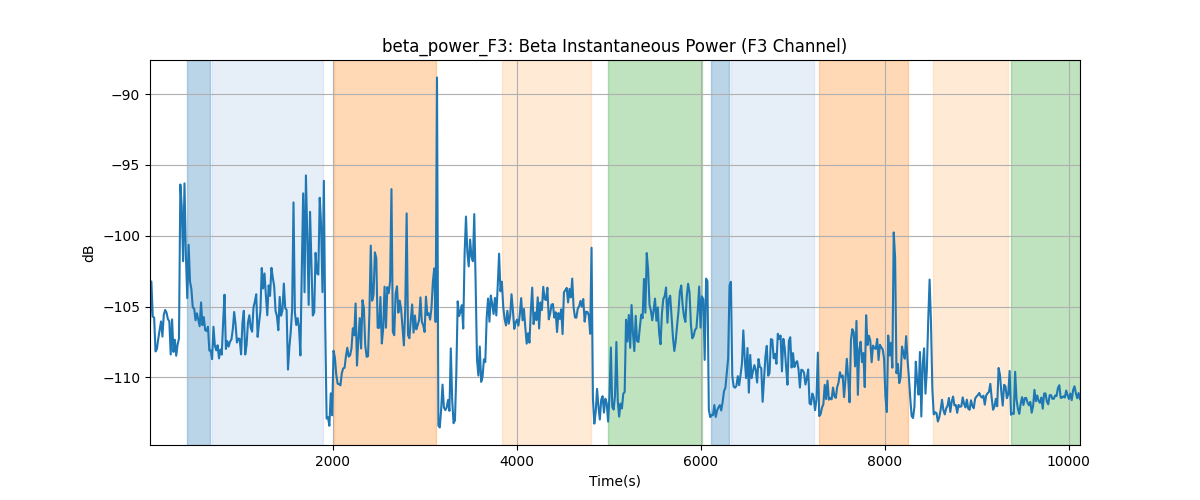 beta_power_F3: Beta Instantaneous Power (F3 Channel)
−90
−95
−100
−105
−110
dB
2000 4000 6000 8000 10000
Time(s)